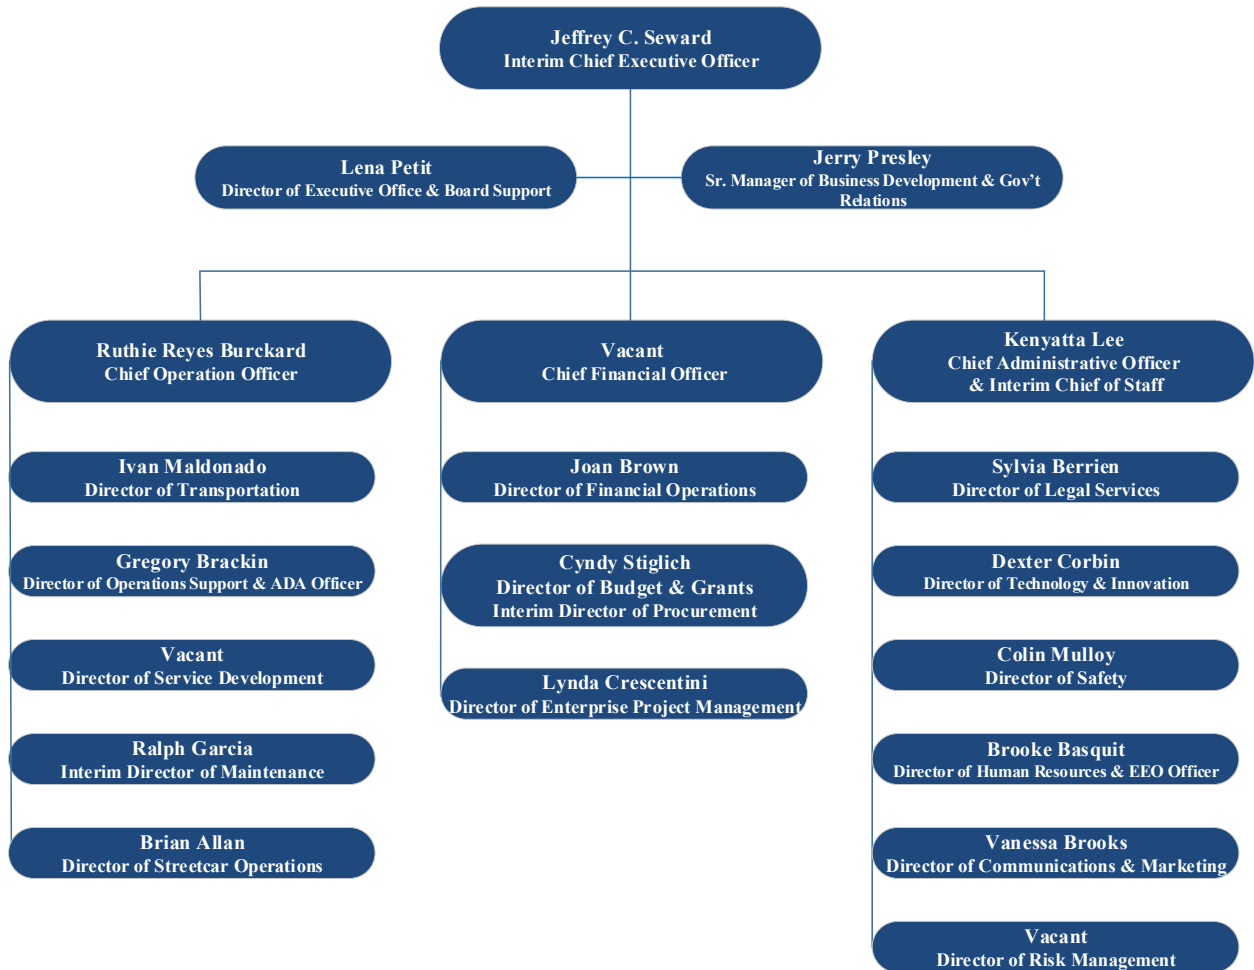 Jeffrey C. Seward
Interim Chief Executive Officer
Lena Petit
Director of Executive Office & Board Support
Jerry Presley
Sr. Manager of Business Development & Gov't
Relations
Ruthie Reyes Burckard
Chief Operation Officer
Vacant
Chief Financial Officer
Kenyatta Lee
Chief Administrative Officer
& Interim Chief of Staff
Ivan Maldonado
Director of Transportation
Gregory Brackin
Director of Operations Support & ADA Officer
Vacant
Director of Service Development
Ralph Garcia
Interim Director of Maintenance
Brian Allan
Director of Streetcar Operations
Joan Brown
Director of Financial Operations
Cyndy Stiglich
Director of Budget & Grants
Interim Director of Procurement
Lynda Crescentini
Director of Enterprise Project Management
Sylvia Berrien
Director of Legal Services
Dexter Corbin
Director of Technology & Innovation
Colin Mulloy
Director of Safety
Brooke Basquit
Director of Human Resources & EEO Officer
Vanessa Brooks
Director of Communications & Marketing
Vacant
Director of Risk Management